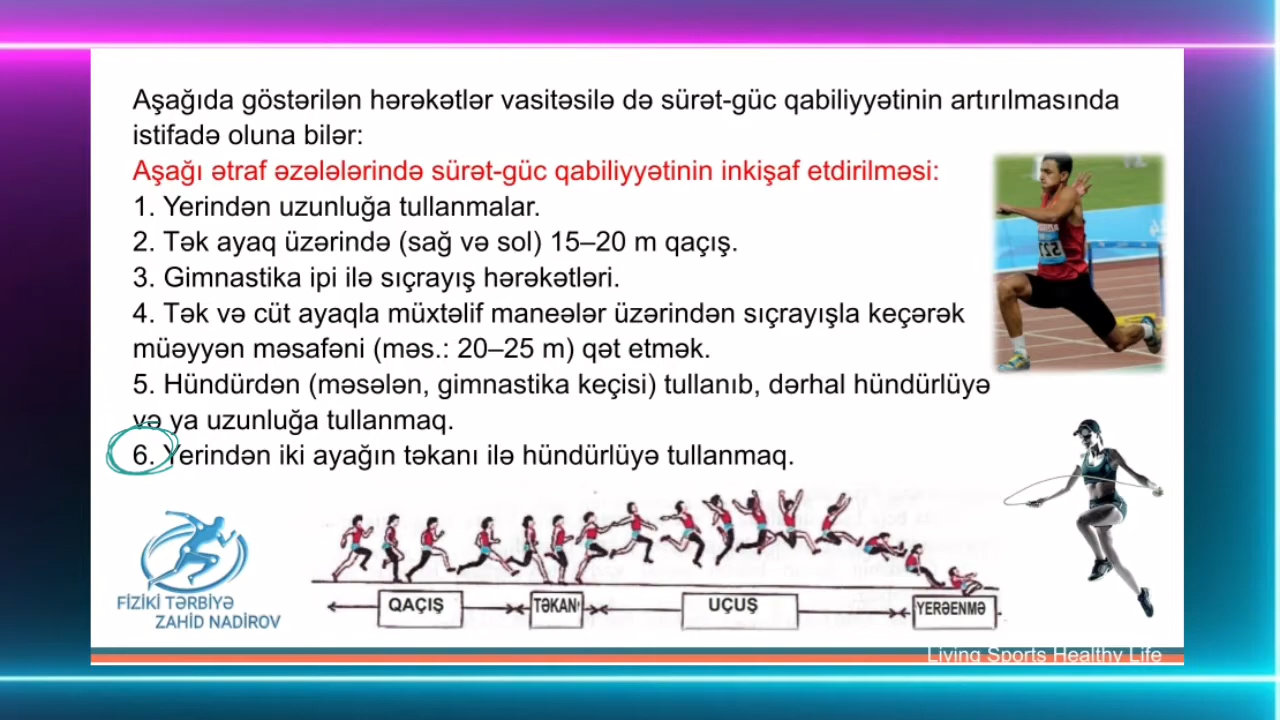 Aşağıda göstərilən hərəkətlər vasitəsilə də sürət-güc qabiliyyətinin artırılmasında
istifadə oluna bilər:
Aşağı ətraf əzələlərində sürət-güc qabiliyyətinin inkişaf etdirilməsi:
1. Yerindən uzunluğa tullanmalar.
2. Tək ayaq üzərində (sağ və sol) 15–20 m qaçış.
3. Gimnastika ipi ilə sıçrayış hərəkətləri.
4. Tək və cüt ayaqla müxtəlif maneələr üzərindən sıçrayışla keçərək
müəyyən məsafəni (məs.: 20–25 m) qət etmək.
5. Hündürdən (məsələn, gimnastika keçisi) tullanıb, dərhal hündürlüyə
və ya uzunluğa tullanmaq.
6. Yerindən iki ayağın təkanı ilə hündürlüyə tullanmaq.
QAÇIŞ TƏKAN UÇUŞ YERƏENMƏ
FİZİKİ TƏRBİYƏ
ZAHİD NADİROV
Living Sports Healthy Life